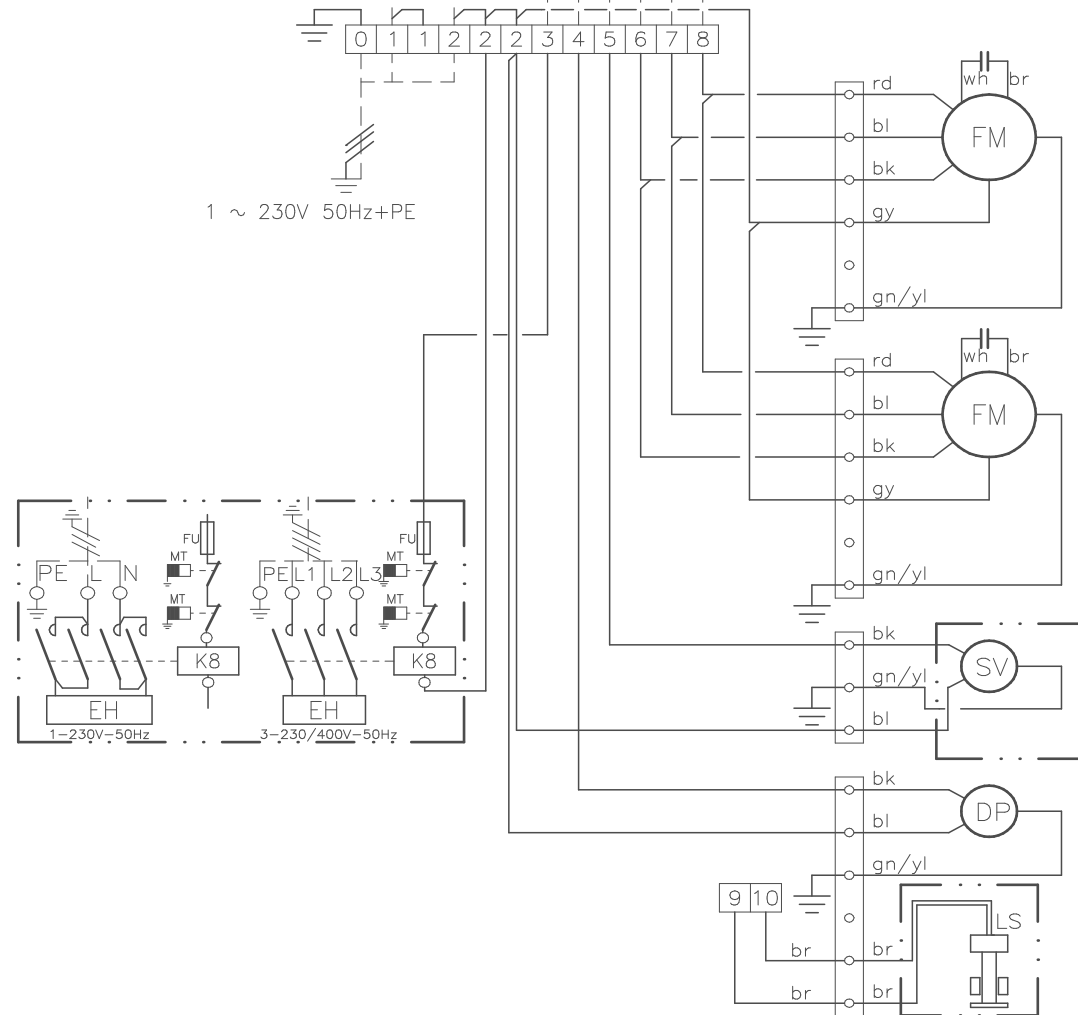 0 1 1 2 2 2 3 4 5 6 7 8
wh br
rd
FM
bl
bk
gy
gn/yl
1 ~ 230V 50Hz+PE
wh br
rd
FM
bl
bk
gy
gn/yl
FU FU
MT MT
PE L N PE L1 L2 L3
MT MT
K8 K8
EH EH
1-230V-50Hz 3-230/400V-50Hz
bk
SV
gn/yl
bl
bk
DP
bl
gn/yl
9 10
LS
br br
br br